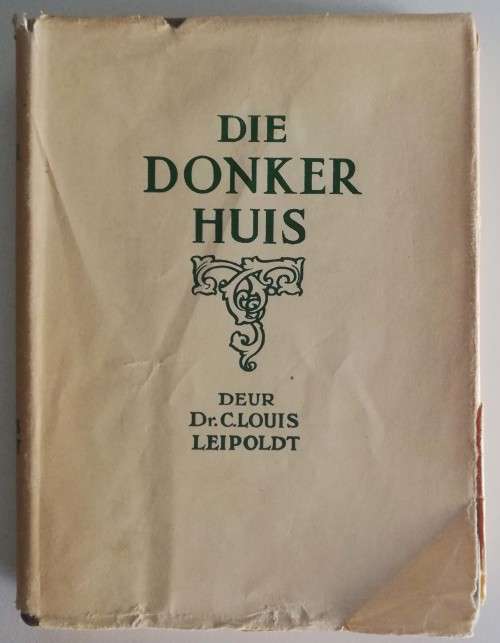 DIE
DONKER
HUIS
DEUR
Dr. C. LOUIS
LEIPOLDT